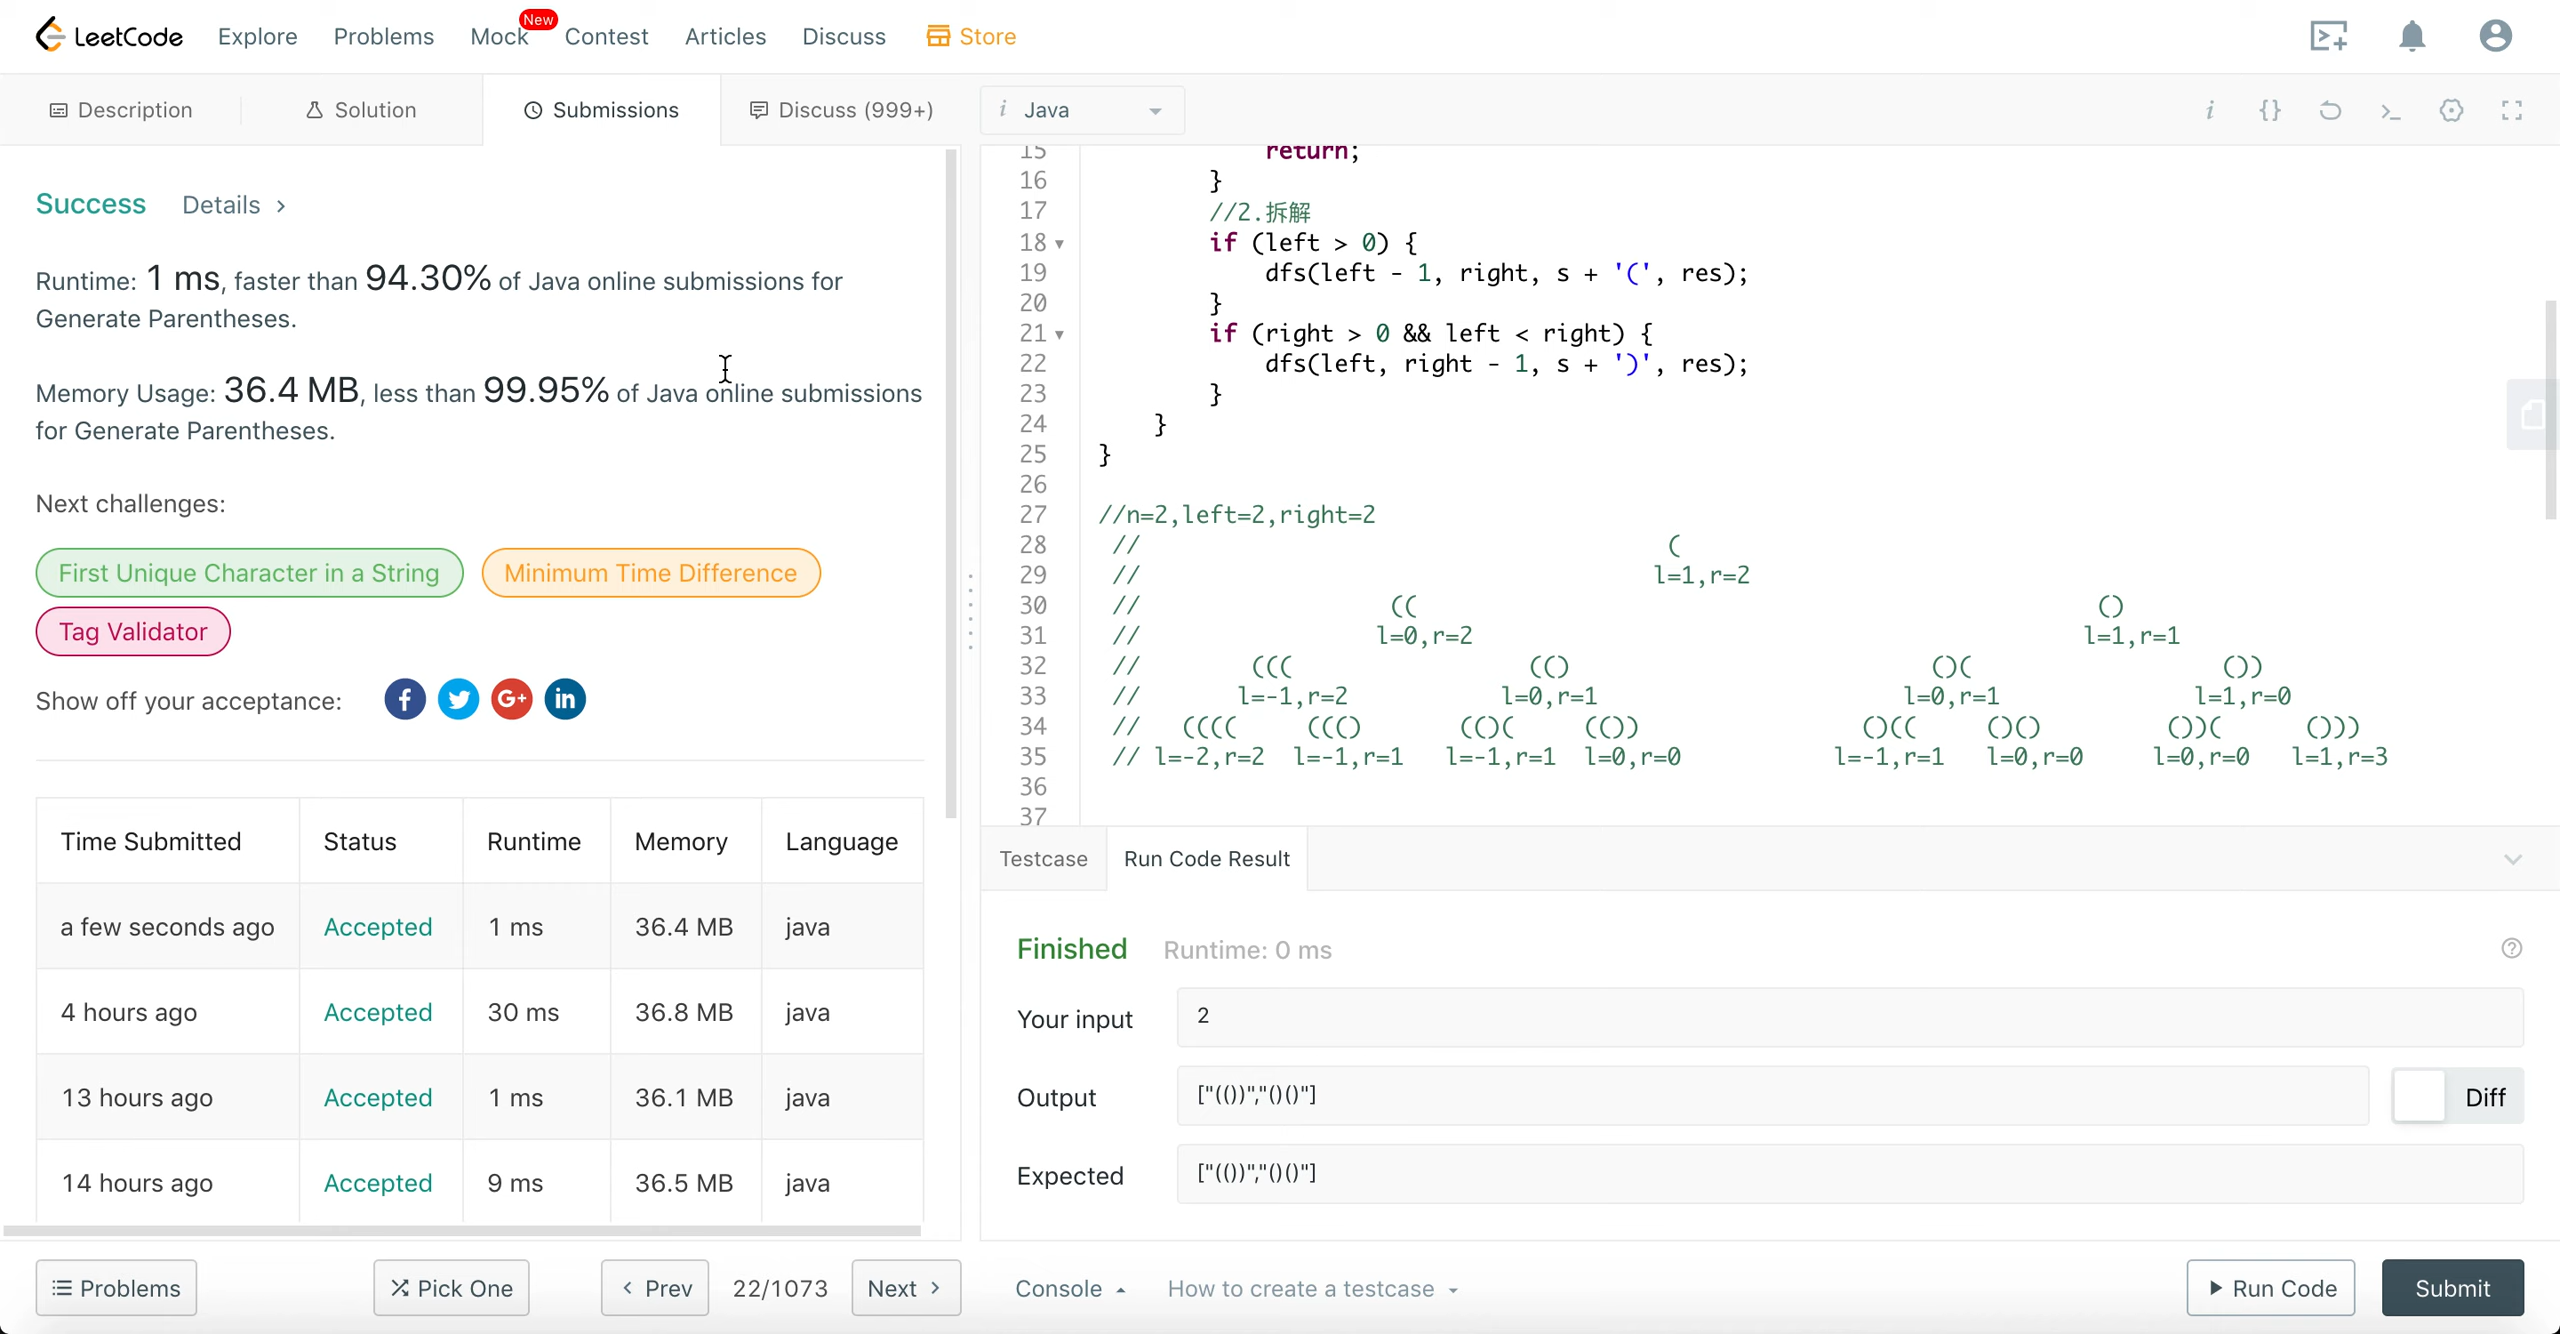 LeetCode Explore Problems Mock New Contest Articles Discuss Store
Description Solution Submissions Discuss (999+)
Success Details >
Runtime: 1 ms, faster than 94.30% of Java online submissions for
Generate Parentheses.
Memory Usage: 36.4 MB, less than 99.95% of Java online submissions
for Generate Parentheses.
Next challenges:
First Unique Character in a String Minimum Time Difference
Tag Validator
Show off your acceptance:
Time Submitted Status Runtime Memory Language
a few seconds ago Accepted 1 ms 36.4 MB java
4 hours ago Accepted 30 ms 36.8 MB java
13 hours ago Accepted 1 ms 36.1 MB java
14 hours ago Accepted 9 ms 36.5 MB java
Problems Pick One < Prev 22/1073 Next >
i Java
15 return;
16 }
17 //2.拆解
18 if (left > 0) {
19 dfs(left - 1, right, s + '(', res);
20 }
21 if (right > 0 && left < right) {
22 dfs(left, right - 1, s + ')', res);
23 }
24 }
25 }
26
27 //n=2,left=2,right=2
28 // (
29 // l=1,r=2
30 // (( ()
31 // l=0,r=2 l=1,r=1
32 // ((( (() ()( ())
33 // l=-1,r=2 l=0,r=1 l=0,r=1 l=1,r=0
34 // (((( ((() (()( (()) ()(( ()() ())( ()))
35 // l=-2,r=2 l=-1,r=1 l=-1,r=1 l=0,r=0 l=-1,r=1 l=0,r=0 l=0,r=0 l=1,r=3
36
37
Testcase Run Code Result
Finished Runtime: 0 ms
Your input 2
Output ["(())","()()"] Diff
Expected ["(())","()()"]
Console How to create a testcase Run Code Submit